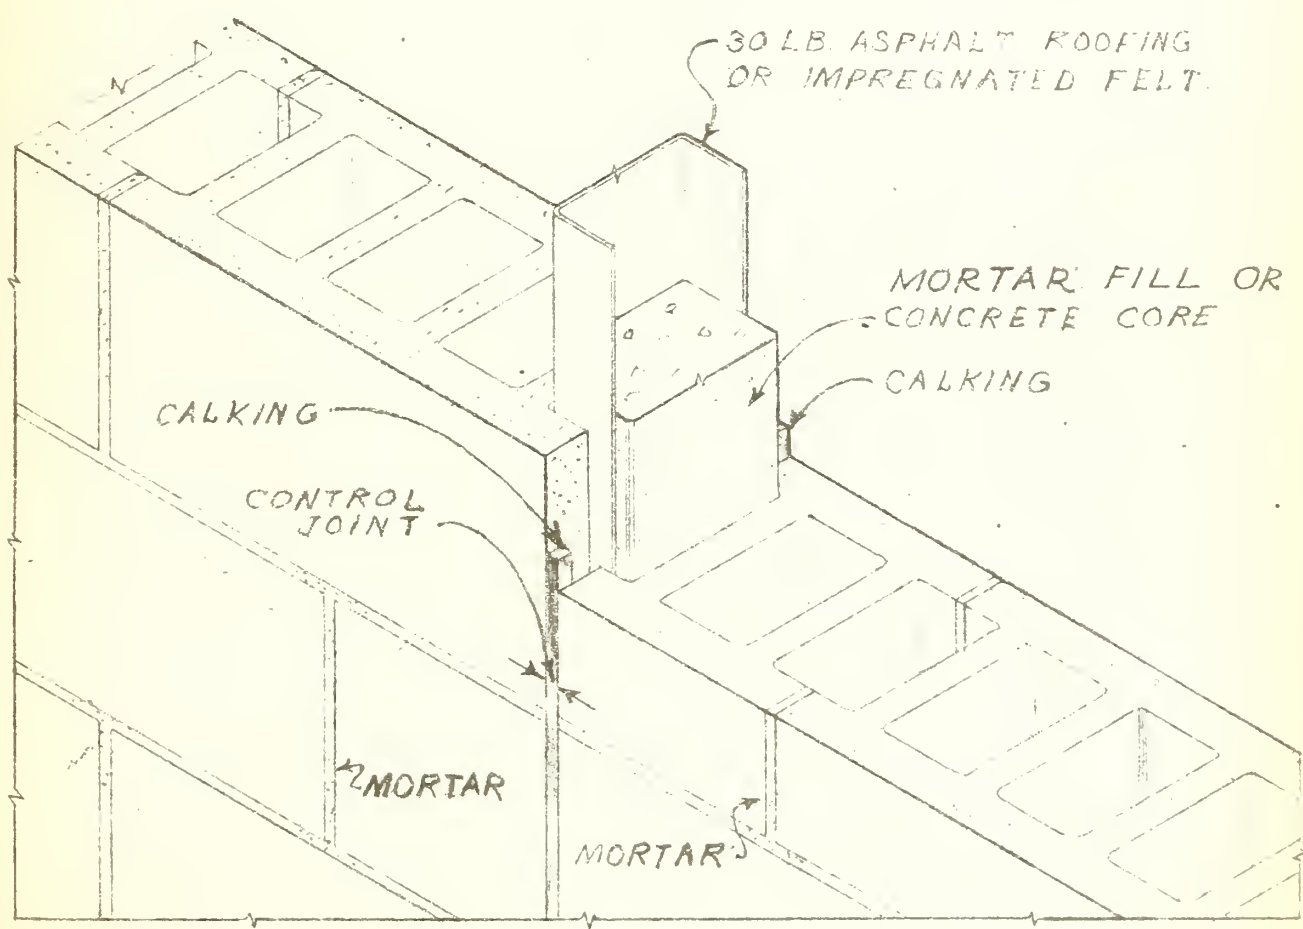 30 LB. ASPHALT ROOFING
OR IMPREGNATED FELT.
MORTAR FILL OR
CONCRETE CORE
CALKING
CALKING
CONTROL
JOINT
MORTAR
MORTAR